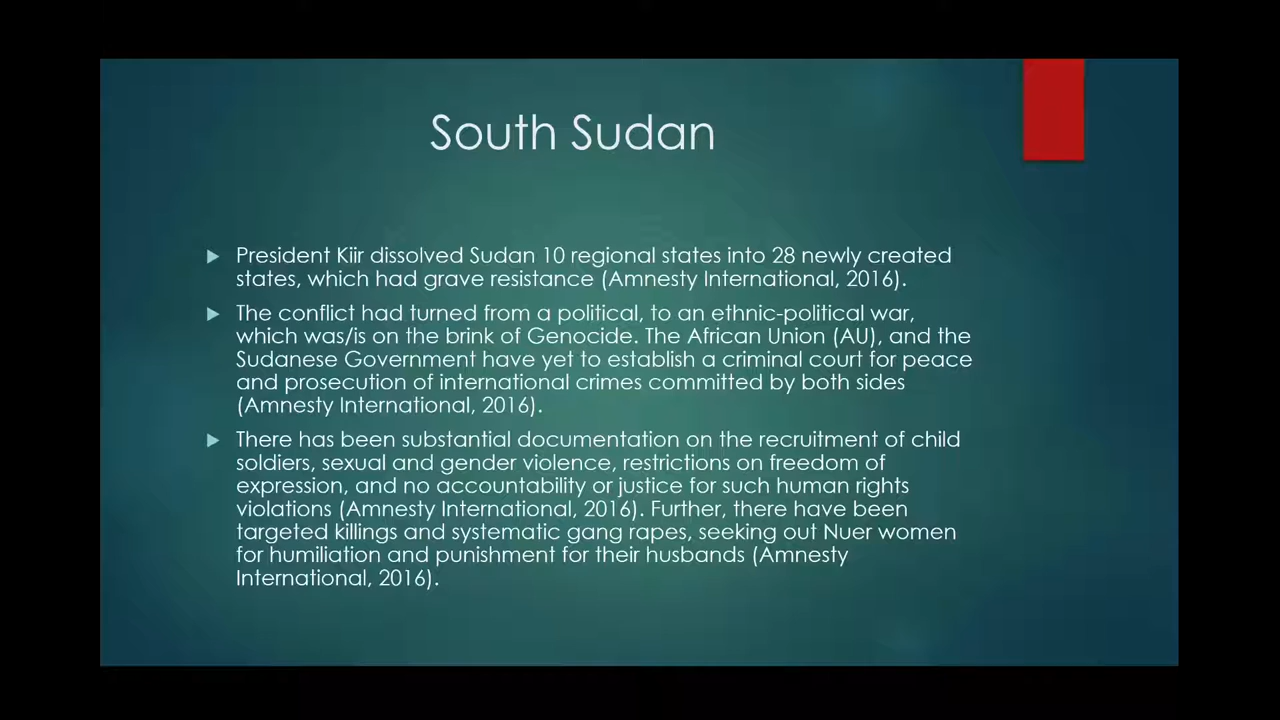 South Sudan
President Kiir dissolved Sudan 10 regional states into 28 newly created
states, which had grave resistance (Amnesty International, 2016).
The conflict had turned from a political, to an ethnic-political war,
which was/is on the brink of Genocide. The African Union (AU), and the
Sudanese Government have yet to establish a criminal court for peace
and prosecution of international crimes committed by both sides
(Amnesty International, 2016).
There has been substantial documentation on the recruitment of child
soldiers, sexual and gender violence, restrictions on freedom of
expression, and no accountability or justice for such human rights
violations (Amnesty International, 2016). Further, there have been
targeted killings and systematic gang rapes, seeking out Nuer women
for humiliation and punishment for their husbands (Amnesty
International, 2016).